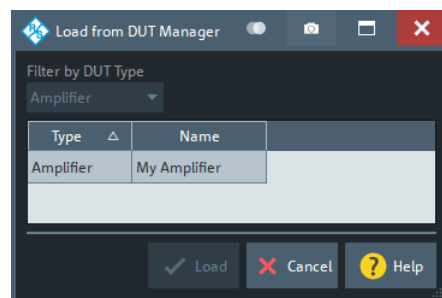 Load from DUT Manager
Filter by DUT Type
Amplifier
Type Name
Amplifier My Amplifier
Load Cancel ? Help